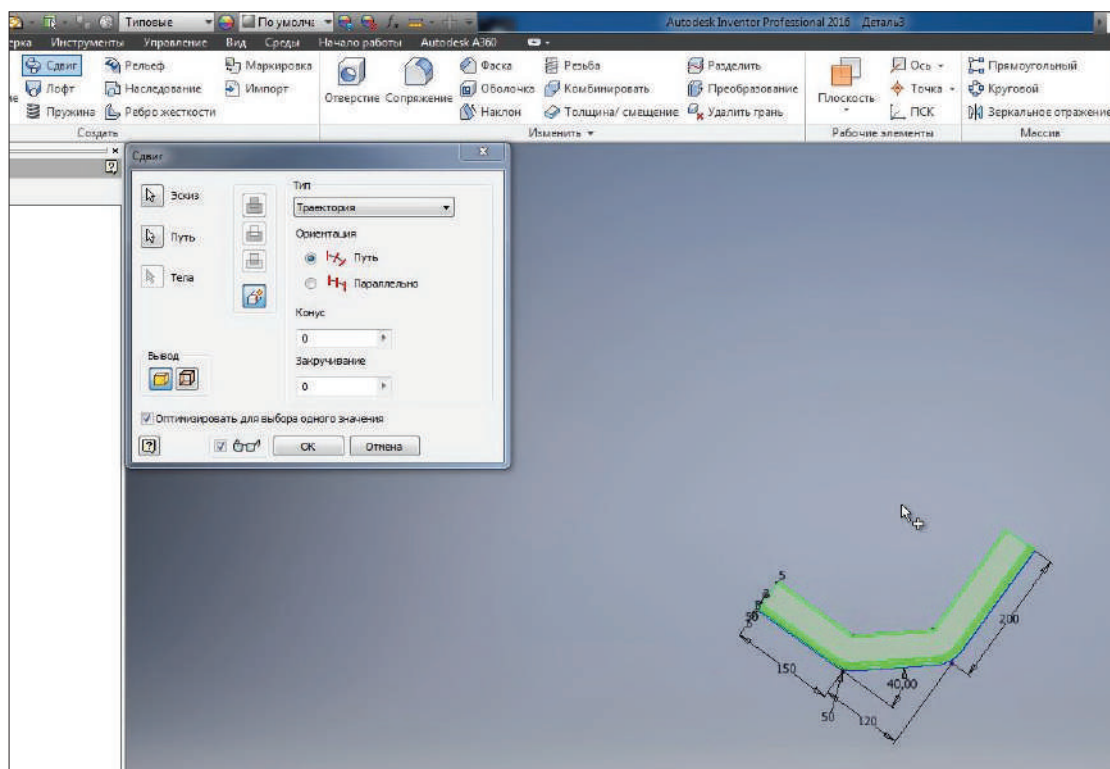 Типовые По умолча Autodesk Inventor Professional 2016 Деталь3
ерка Инструменты Управление Вид Среды Начало работы Autodesk A360
Сдвиг Рельеф Маркировка Фаска Резьба Разделить Ось Прямоугольный
Лофт Наследование Импорт Отверстие Сопряжение Оболочка Комбинировать Преобразование Плоскость Точка Круговой
Пружина Ребро жесткости Наклон Толщина/ смещение Удалить грань ПСК Зеркальное отражение
Создать Изменить Рабочие элементы Массив
Сдвиг
Эскиз
Путь
Тела
Вывод
Тип
Траектория
Ориентация
Путь
Параллельно
Конус
0
Закручивание
0
Оптимизировать для выбора одного значения
ОК Отмена
5
200
150
40,00
50
120